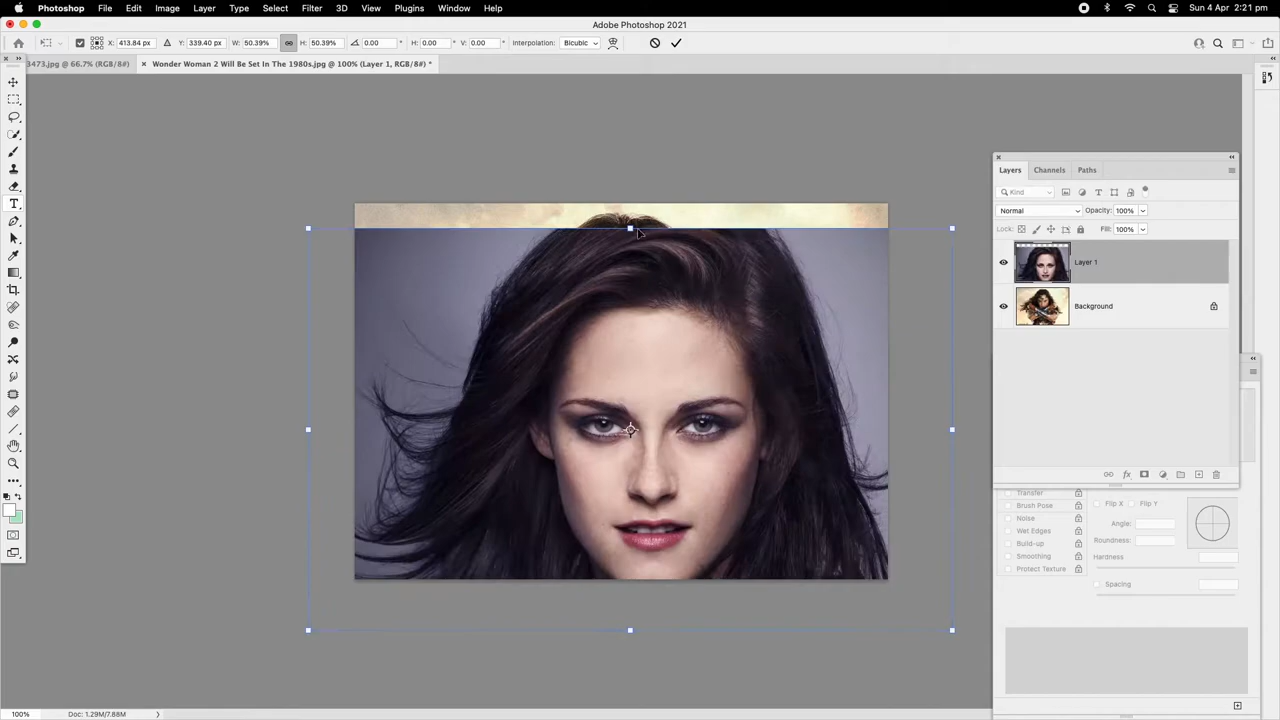 Photoshop File Edit Image Layer Type Select Filter 3D View Plugins Window Help Sun 4 Apr 2:21 pm
Adobe Photoshop 2021
X: 413.84 px Y: 339.40 px W: 50.39% H: 50.39% 0.00 ° H: 0.00 ° V: 0.00 ° Interpolation: Bicubic
3473.jpg @ 66.7% (RGB/8#) × Wonder Woman 2 Will Be Set In The 1980s.jpg @ 100% (Layer 1, RGB/8#) *
Layers Channels Paths
Kind
Normal Opacity: 100%
Lock: Fill: 100%
Layer 1
Background
Transfer
Brush Pose
Noise
Wet Edges
Build-up
Smoothing
Protect Texture
Flip X Flip Y
Angle:
Roundness:
Hardness
Spacing
100% Doc: 1.29M/7.88M